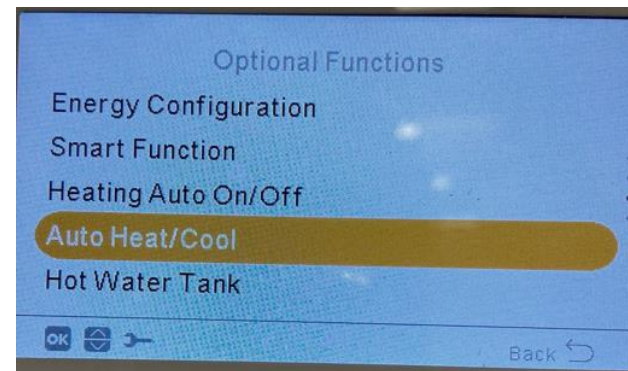 Optional Functions
Energy Configuration
Smart Function
Heating Auto On/Off
Auto Heat/Cool
Hot Water Tank
OK
Back